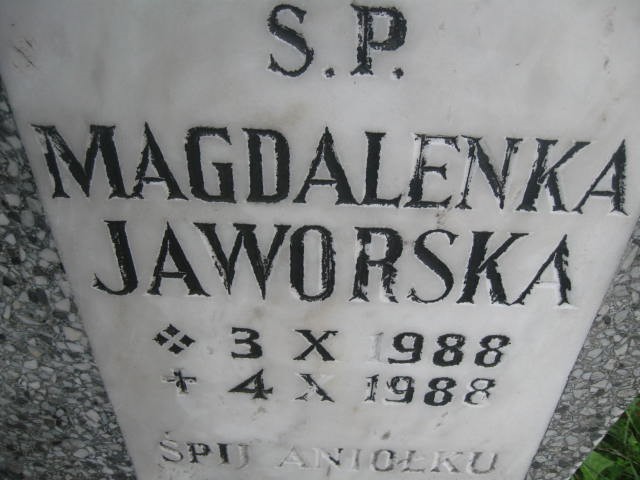 S.P.
MAGDALENKA
JAWORSKA
3 X 1988
4 X 1988
ŚPIJ ANIOŁKU